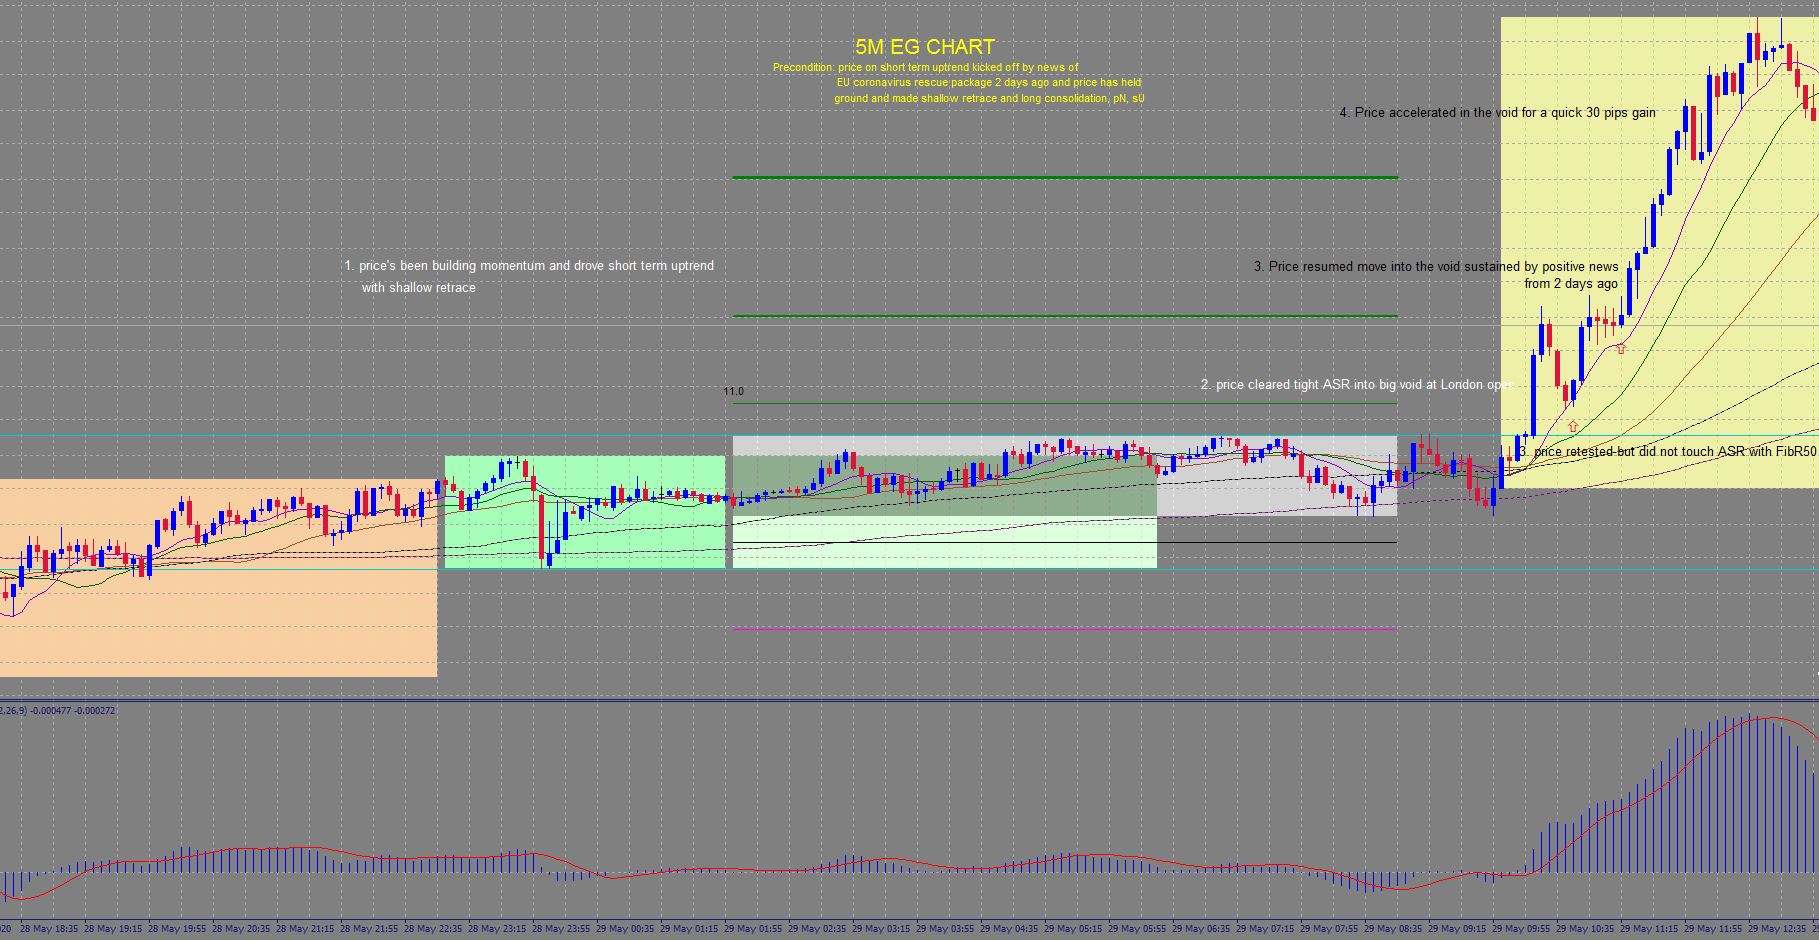 5M EG CHART
Precondition: price on short term uptrend kicked off by news of
EU coronavirus rescue package 2 days ago and price has held
ground and made shallow retrace and long consolidation, pN, sU
4. Price accelerated in the void for a quick 30 pips gain
1. price's been building momentum and drove short term uptrend
with shallow retrace
3. Price resumed move into the void sustained by positive news
from 2 days ago
11.0
2. price cleared tight ASR into big void at London open
3. price retested but did not touch ASR with FibR50
2,26,9) -0.000477 -0.000272
020 28 May 18:35 28 May 19:15 28 May 19:55 28 May 20:35 28 May 21:15 28 May 21:55 28 May 22:35 28 May 23:15 28 May 23:55 29 May 00:35 29 May 01:15 29 May 01:55 29 May 02:35 29 May 03:15 29 May 03:55 29 May 04:35 29 May 05:15 29 May 05:55 29 May 06:35 29 May 07:15 29 May 07:55 29 May 08:35 29 May 09:15 29 May 09:55 29 May 10:35 29 May 11:15 29 May 11:55 29 May 12:35